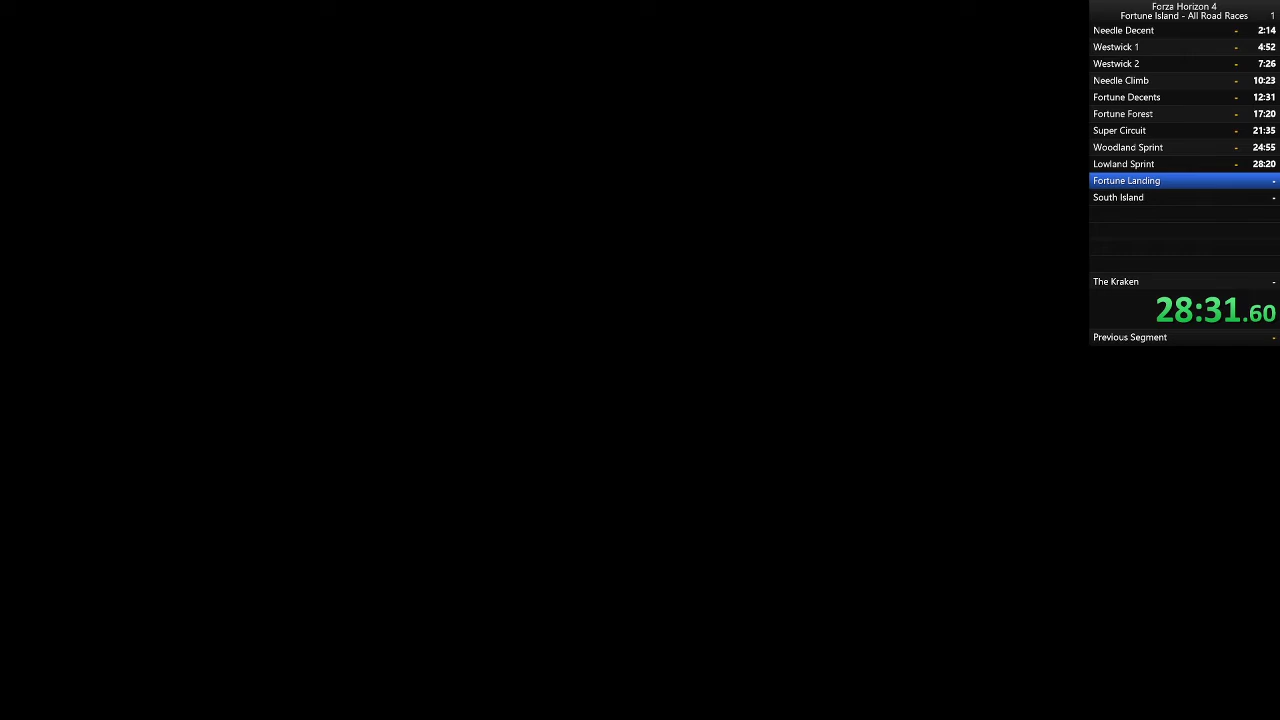 Forza Horizon 4
Fortune Island - All Road Races 1
Needle Decent - 2:14
Westwick 1 - 4:52
Westwick 2 - 7:26
Needle Climb - 10:23
Fortune Decents - 12:31
Fortune Forest - 17:20
Super Circuit - 21:35
Woodland Sprint - 24:55
Lowland Sprint - 28:20
Fortune Landing -
South Island -
The Kraken -
28:31.60
Previous Segment -